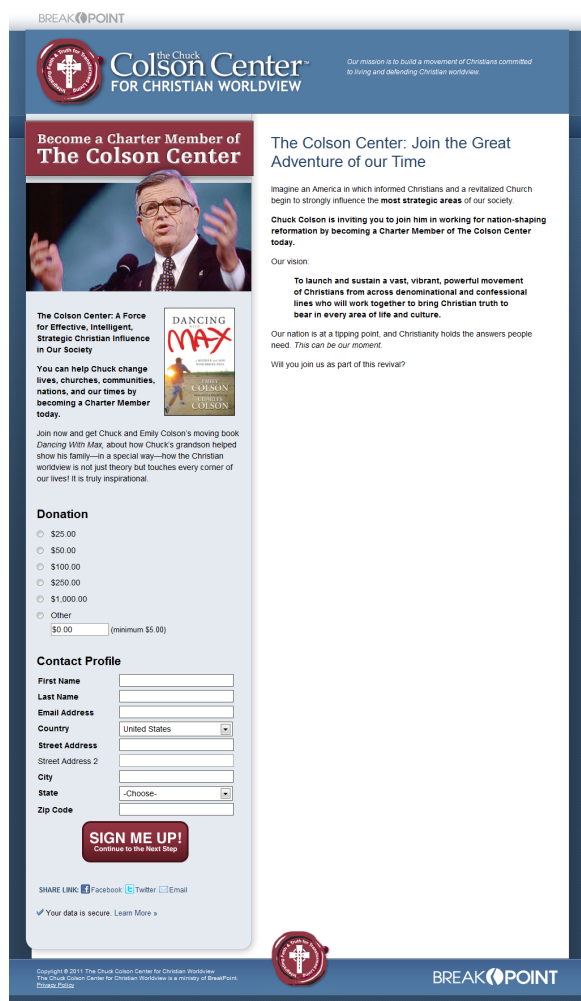 BREAKPOINT
Integrating Faith & Truth for Transformed Living
the Chuck
Colson Center™
FOR CHRISTIAN WORLDVIEW
Our mission is to build a movement of Christians committed
to living and defending Christian worldview.
Become a Charter Member of
The Colson Center
The Colson Center: A Force
for Effective, Intelligent,
Strategic Christian Influence
in Our Society
You can help Chuck change
lives, churches, communities,
nations, and our times by
becoming a Charter Member
today.
DANCING
MAX
EMILY
COLSON
CHARLES
COLSON
Join now and get Chuck and Emily Colson's moving book
Dancing With Max, about how Chuck's grandson helped
show his family—in a special way—how the Christian
worldview is not just theory but touches every corner of
our lives! It is truly inspirational.
Donation
$25.00
$50.00
$100.00
$250.00
$1,000.00
Other
$0.00 (minimum $5.00)
Contact Profile
First Name
Last Name
Email Address
Country United States
Street Address
Street Address 2
City
State -Choose-
Zip Code
SIGN ME UP!
Continue to the Next Step
SHARE LINK: Facebook Twitter Email
Your data is secure. Learn More »
The Colson Center: Join the Great
Adventure of our Time
Imagine an America in which informed Christians and a revitalized Church
begin to strongly influence the most strategic areas of our society.
Chuck Colson is inviting you to join him in working for nation-shaping
reformation by becoming a Charter Member of The Colson Center
today.
Our vision:
To launch and sustain a vast, vibrant, powerful movement
of Christians from across denominational and confessional
lines who will work together to bring Christian truth to
bear in every area of life and culture.
Our nation is at a tipping point, and Christianity holds the answers people
need. This can be our moment.
Will you join us as part of this revival?
Copyright © 2011 The Chuck Colson Center for Christian Worldview
The Chuck Colson Center for Christian Worldview is a ministry of BreakPoint.
Privacy Policy
Integrating Faith & Truth for Transformed Living
BREAKPOINT